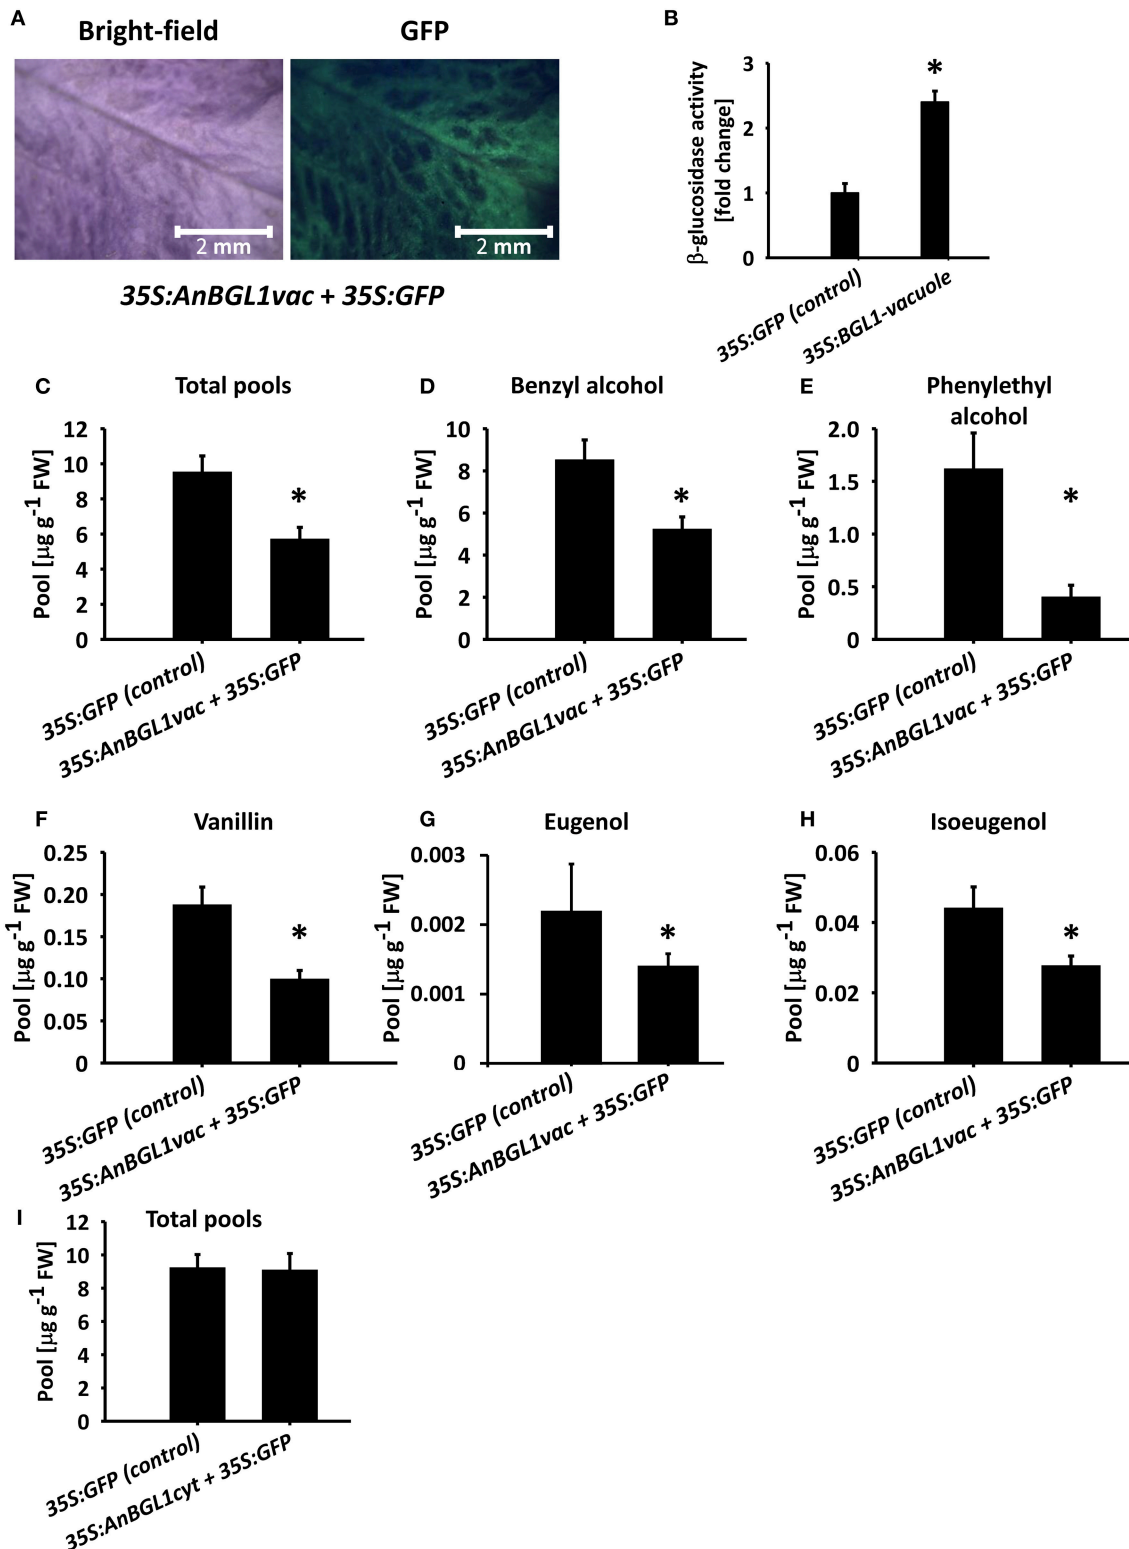 A
Bright-field
GFP
2 mm
2 mm
35S:AnBGL1vac + 35S:GFP
B
β-glucosidase activity
[fold change]
3
2
1
0
*
35S:GFP (control)
35S:BGL1-vacuole
C
Total pools
Pool [µg g-1 FW]
12
10
8
6
4
2
0
*
35S:GFP (control)
35S:AnBGL1vac + 35S:GFP
D
Benzyl alcohol
Pool [µg g-1 FW]
10
8
6
4
2
0
*
35S:GFP (control)
35S:AnBGL1vac + 35S:GFP
E
Phenylethyl
alcohol
Pool [µg g-1 FW]
2.0
1.5
1.0
0.5
0
*
35S:GFP (control)
35S:AnBGL1vac + 35S:GFP
F
Vanillin
Pool [µg g-1 FW]
0.25
0.20
0.15
0.10
0.05
0
*
35S:GFP (control)
35S:AnBGL1vac + 35S:GFP
G
Eugenol
Pool [µg g-1 FW]
0.003
0.002
0.001
0
*
35S:GFP (control)
35S:AnBGL1vac + 35S:GFP
H
Isoeugenol
Pool [µg g-1 FW]
0.06
0.04
0.02
0
*
35S:GFP (control)
35S:AnBGL1vac + 35S:GFP
I
Total pools
Pool [µg g-1 FW]
12
10
8
6
4
2
0
35S:GFP (control)
35S:AnBGL1cyt + 35S:GFP